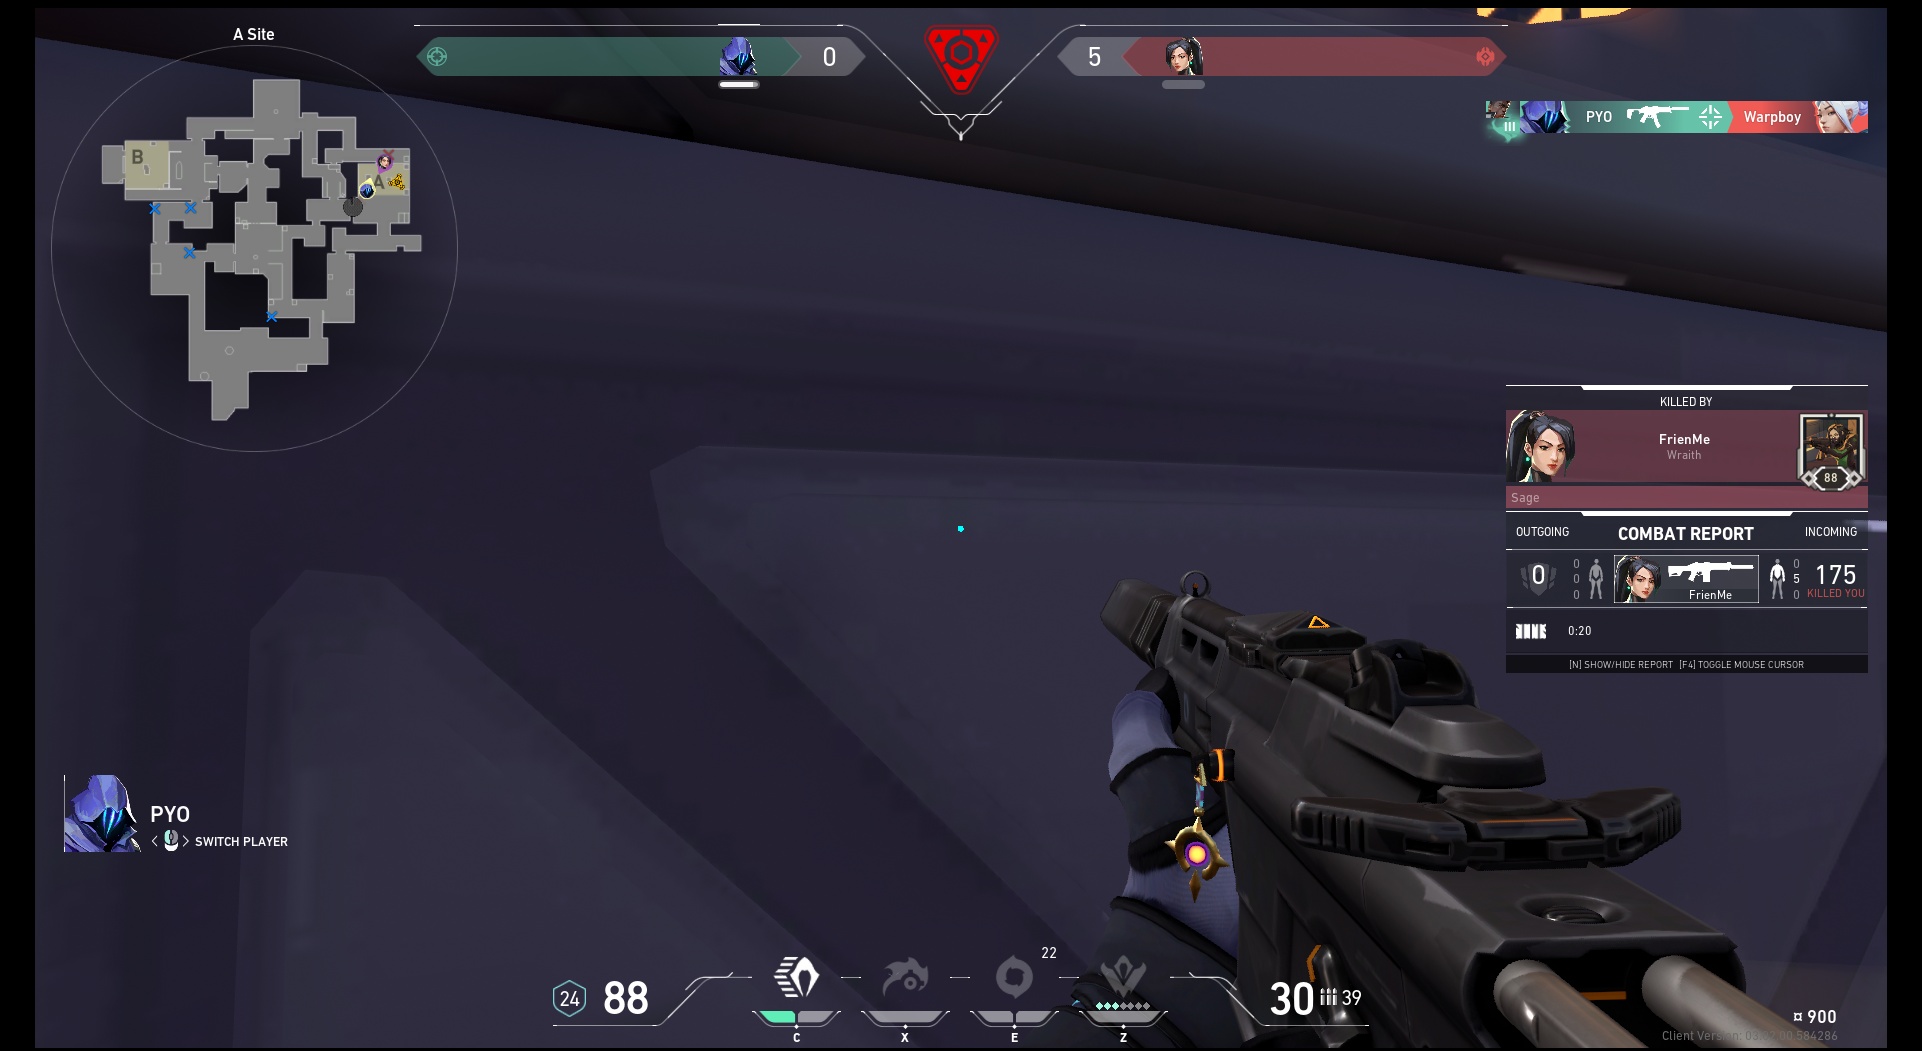 A Site
0
5
B
A
III
PYO
Warpboy
KILLED BY
FrienMe
Wraith
88
Sage
OUTGOING
COMBAT REPORT
INCOMING
0
0
0
0
FrienMe
0
5
0
175
KILLED YOU
0:20
[N] SHOW/HIDE REPORT [F4] TOGGLE MOUSE CURSOR
PYO
< > SWITCH PLAYER
24
88
22
C
X
E
Z
30
39
¤ 900